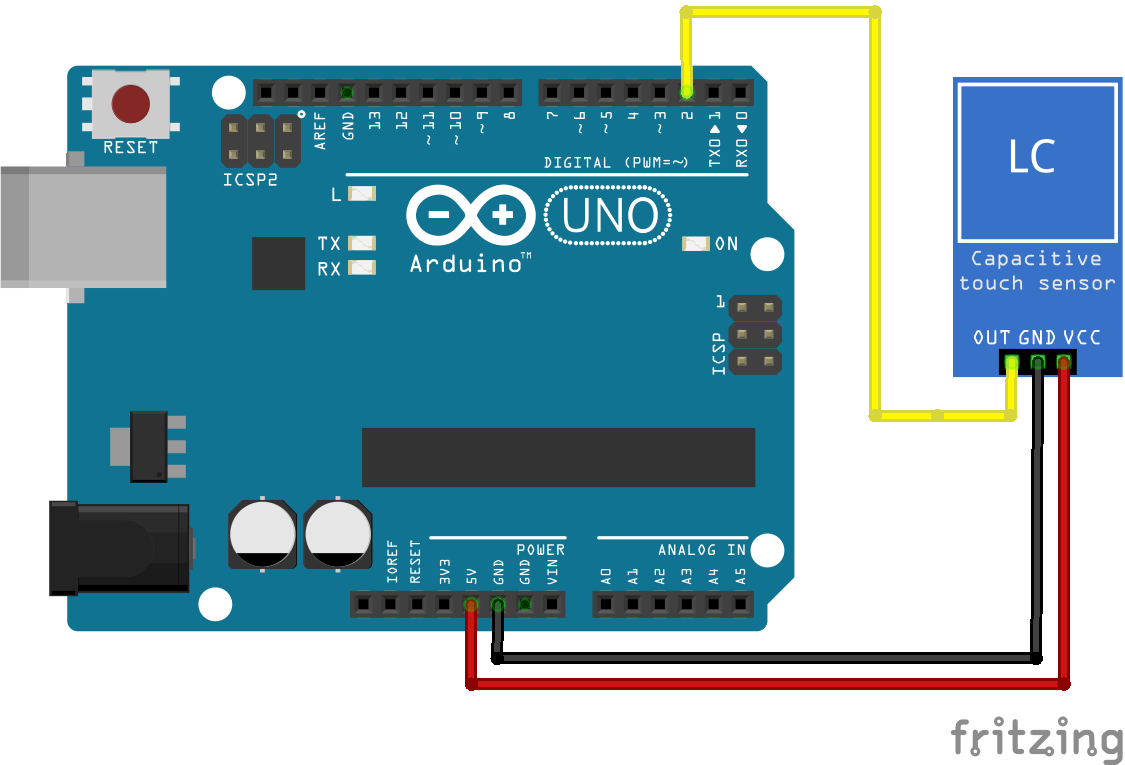 RESET
ICSP2
AREF
GND
13
12
~11
~10
~9
8
7
~6
~5
4
~3
2
TX0▶1
RX0◀0
DIGITAL (PWM=~)
L
TX
RX
Arduino™
UNO
ON
1
ICSP
LC
Capacitive
touch sensor
OUT GND VCC
POWER
ANALOG IN
IOREF
RESET
3V3
5V
GND
GND
VIN
A0
A1
A2
A3
A4
A5
fritzing